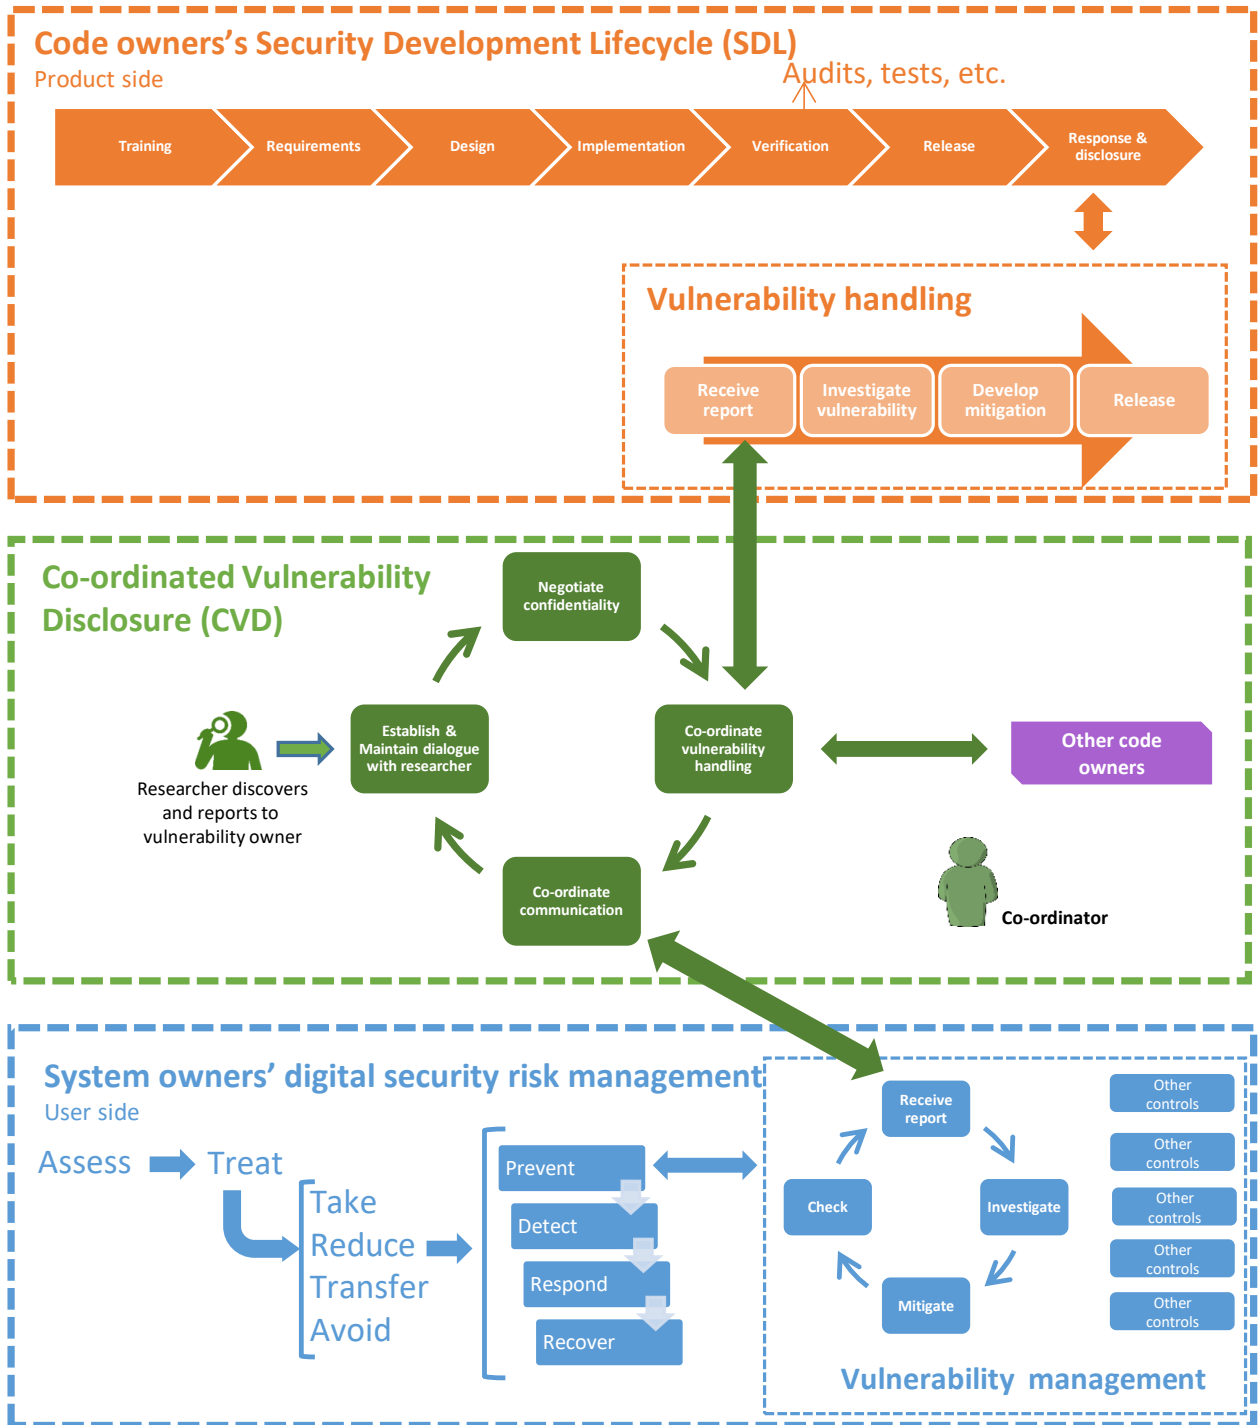 Code owners's Security Development Lifecycle (SDL)
Product side
Audits, tests, etc.
Training
Requirements
Design
Implementation
Verification
Release
Response &
disclosure
Vulnerability handling
Receive
report
Investigate
vulnerability
Develop
mitigation
Release
Co-ordinated Vulnerability
Disclosure (CVD)
Negotiate
confidentiality
Establish &
Maintain dialogue
with researcher
Co-ordinate
vulnerability
handling
Other code
owners
Researcher discovers
and reports to
vulnerability owner
Co-ordinate
communication
Co-ordinator
System owners' digital security risk management
User side
Assess
Treat
Take
Reduce
Transfer
Avoid
Prevent
Detect
Respond
Recover
Receive
report
Check
Investigate
Mitigate
Other
controls
Other
controls
Other
controls
Other
controls
Other
controls
Vulnerability management